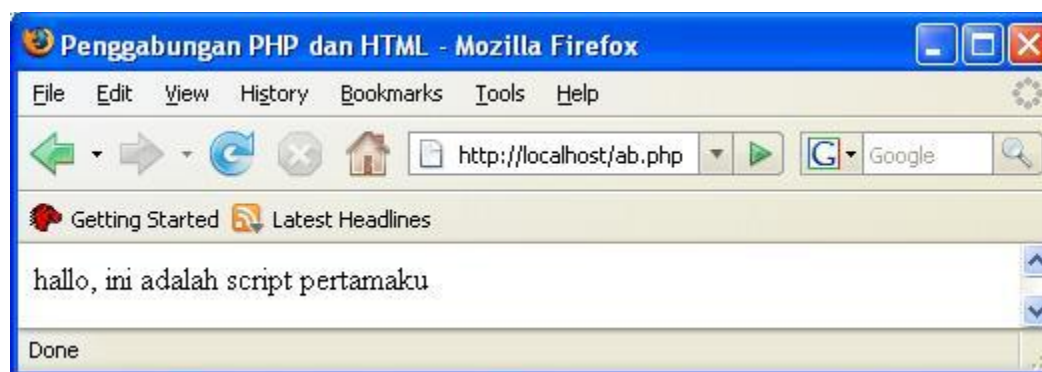 Penggabungan PHP dan HTML - Mozilla Firefox
File Edit View History Bookmarks Tools Help
http://localhost/ab.php G Google
Getting Started Latest Headlines
hallo, ini adalah script pertamaku
Done